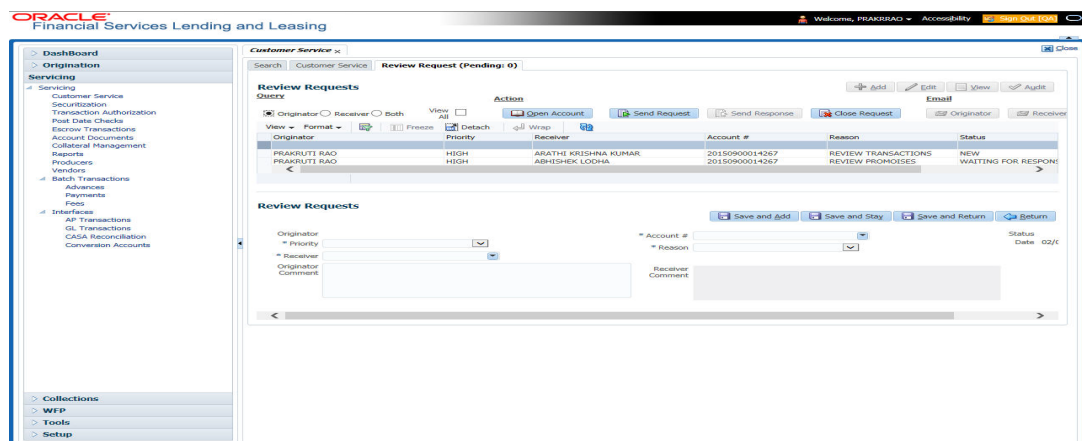 ORACLE
Financial Services Lending and Leasing
Welcome, PRAKRRAO Accessibility Sign Out [QA]
Close
DashBoard
Origination
Servicing
Servicing
Customer Service
Securitization
Transaction Authorization
Post Date Checks
Escrow Transactions
Account Documents
Collateral Management
Reports
Producers
Vendors
Batch Transactions
Advances
Payments
Fees
Interfaces
AP Transactions
GL Transactions
CASA Reconciliation
Conversion Accounts
Collections
WFP
Tools
Setup
Customer Service ×
Search Customer Service Review Request (Pending: 0)
Review Requests
Add Edit View Audit
Query Action Email
Originator Receiver Both View All Open Account Send Request Send Response Close Request Originator Receiver
View Format Freeze Detach Wrap
Originator Priority Receiver Account # Reason Status
PRAKRUTI RAO HIGH ARATHI KRISHNA KUMAR 20150900014267 REVIEW TRANSACTIONS NEW
PRAKRUTI RAO HIGH ABHISHEK LODHA 20150900014267 REVIEW PROMOISES WAITING FOR RESPONS
Review Requests
Save and Add Save and Stay Save and Return Return
Originator * Account # Status
* Priority * Reason Date 02/0
* Receiver
Originator Comment Receiver Comment